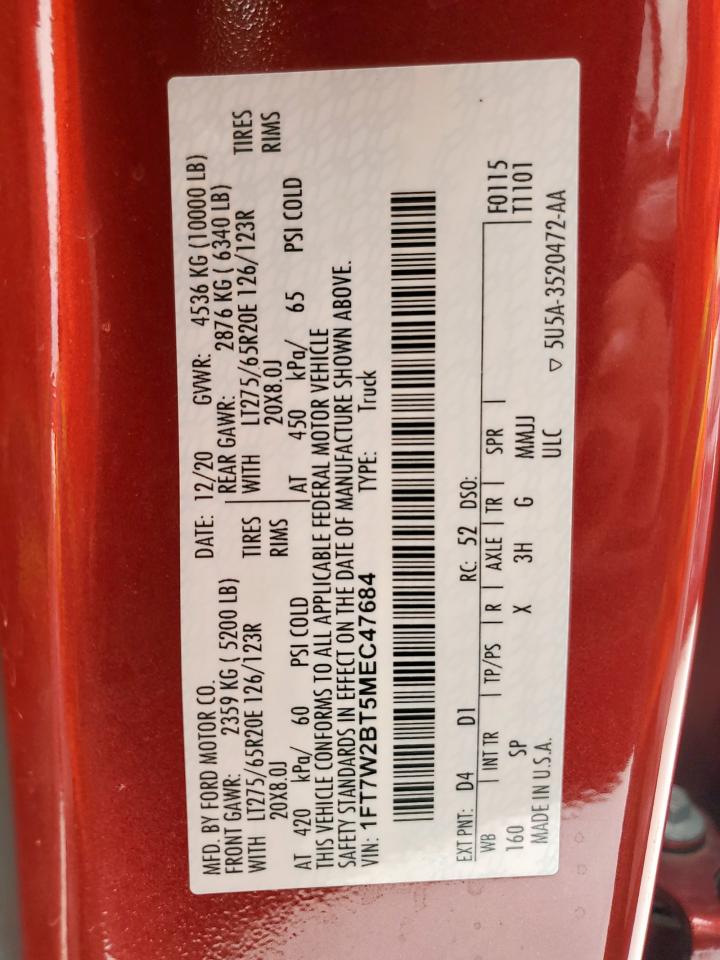 MFD. BY FORD MOTOR CO. DATE: 12/20 GVWR: 4536 KG (10000 LB)
FRONT GAWR: 2359 KG ( 5200 LB) REAR GAWR: 2876 KG ( 6340 LB)
WITH LT275/65R20E 126/123R TIRES WITH LT275/65R20E 126/123R TIRES
20X8.0J RIMS 20X8.0J RIMS
AT 420 kPa/ 60 PSI COLD AT 450 kPa/ 65 PSI COLD
THIS VEHICLE CONFORMS TO ALL APPLICABLE FEDERAL MOTOR VEHICLE
SAFETY STANDARDS IN EFFECT ON THE DATE OF MANUFACTURE SHOWN ABOVE.
VIN: 1FT7W2BT5MEC47684 TYPE: Truck
EXT PNT: D4 D1 RC: 52 DSO:
WB | INT TR | TP/PS | R | AXLE | TR | SPR | F0115
160 SP X 3H G MMJJ T1101
MADE IN U.S.A. ULC
▽ 5U5A-3520472-AA